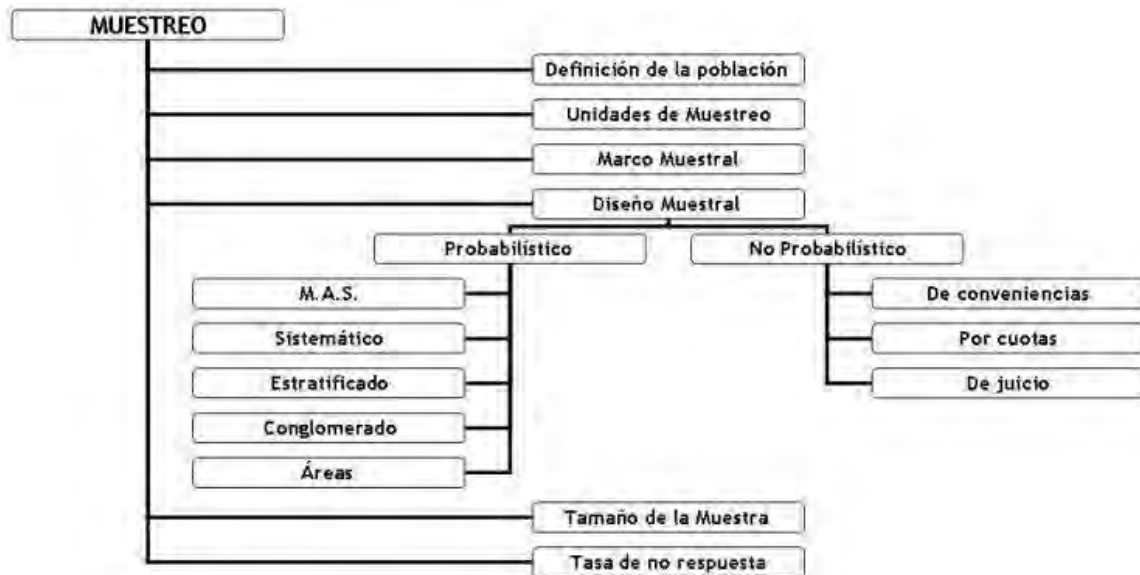 MUESTREO
Definición de la población
Unidades de Muestreo
Marco Muestral
Diseño Muestral
Probabilístico
No Probabilístico
M.A.S.
De conveniencias
Sistemático
Por cuotas
Estratificado
De juicio
Conglomerado
Áreas
Tamaño de la Muestra
Tasa de no respuesta